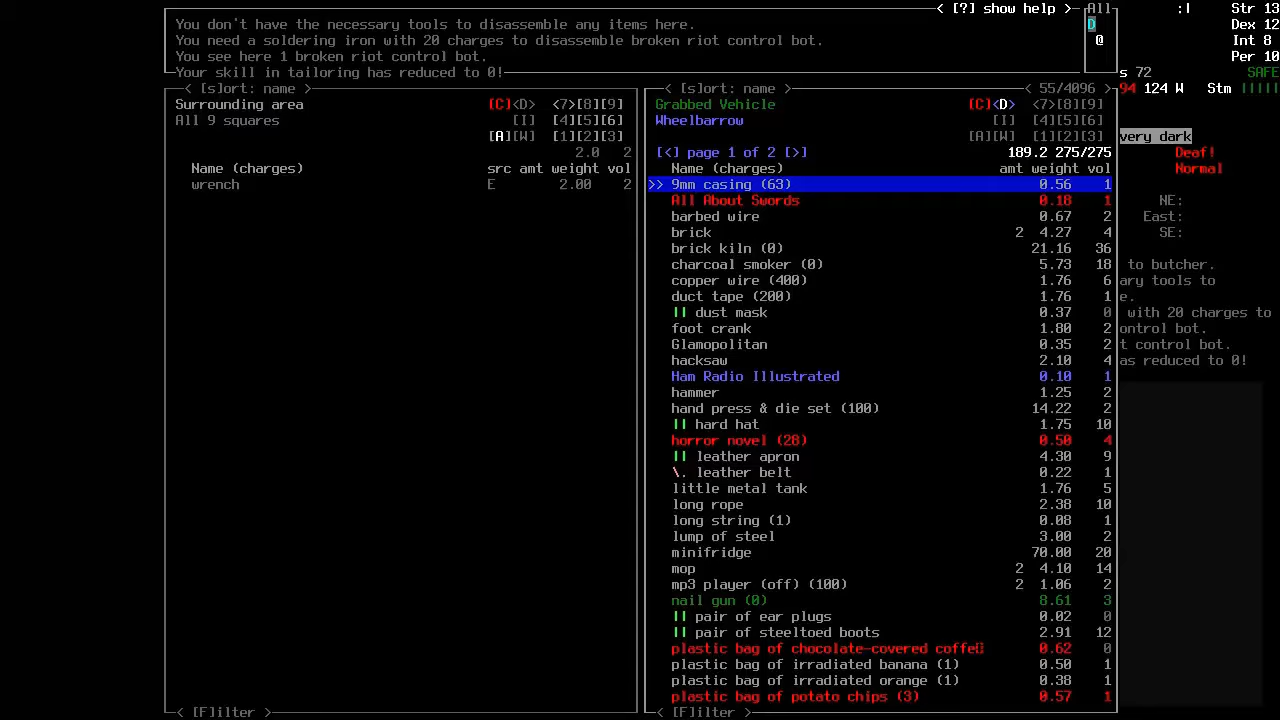 < [?] show help > All :| Str 13
You don't have the necessary tools to disassemble any items here. D Dex 12
You need a soldering iron with 20 charges to disassemble broken riot control bot. @ Int 8
You see here 1 broken riot control bot. Per 10
Your skill in tailoring has reduced to 0! s 72 SAFE
< [s]ort: name > < [s]ort: name > < 55/4096 > 94 124 W Stm |||||
Surrounding area (C)<D> <7>[8][9] Grabbed Vehicle (C)<D> <7>[8][9]
All 9 squares [I] [4][5][6] Wheelbarrow [I] [4][5][6]
[A][W] [1][2][3] [A][W] [1][2][3] very dark
2.0 2 [<] page 1 of 2 [>] 189.2 275/275 Deaf!
Name (charges) src amt weight vol Name (charges) amt weight vol Normal
wrench E 2.00 2 >> 9mm casing (63) 0.56 1
All About Swords 0.18 1 NE:
barbed wire 0.67 2 East:
brick 2 4.27 4 SE:
brick kiln (0) 21.16 36
charcoal smoker (0) 5.73 18 to butcher.
copper wire (400) 1.76 6 ary tools to
duct tape (200) 1.76 1 e.
|| dust mask 0.37 0 with 20 charges to
foot crank 1.80 2 ontrol bot.
Glamopolitan 0.35 2 t control bot.
hacksaw 2.10 4 as reduced to 0!
Ham Radio Illustrated 0.10 1
hammer 1.25 2
hand press & die set (100) 14.22 2
|| hard hat 1.75 10
horror novel (28) 0.50 4
|| leather apron 4.30 9
\. leather belt 0.22 1
little metal tank 1.76 5
long rope 2.38 10
long string (1) 0.08 1
lump of steel 3.00 2
minifridge 70.00 20
mop 2 4.10 14
mp3 player (off) (100) 2 1.06 2
nail gun (0) 8.61 3
|| pair of ear plugs 0.02 0
|| pair of steeltoed boots 2.91 12
plastic bag of chocolate-covered coffe 0.62 0
plastic bag of irradiated banana (1) 0.50 1
plastic bag of irradiated orange (1) 0.38 1
plastic bag of potato chips (3) 0.57 1
< [F]ilter > < [F]ilter >